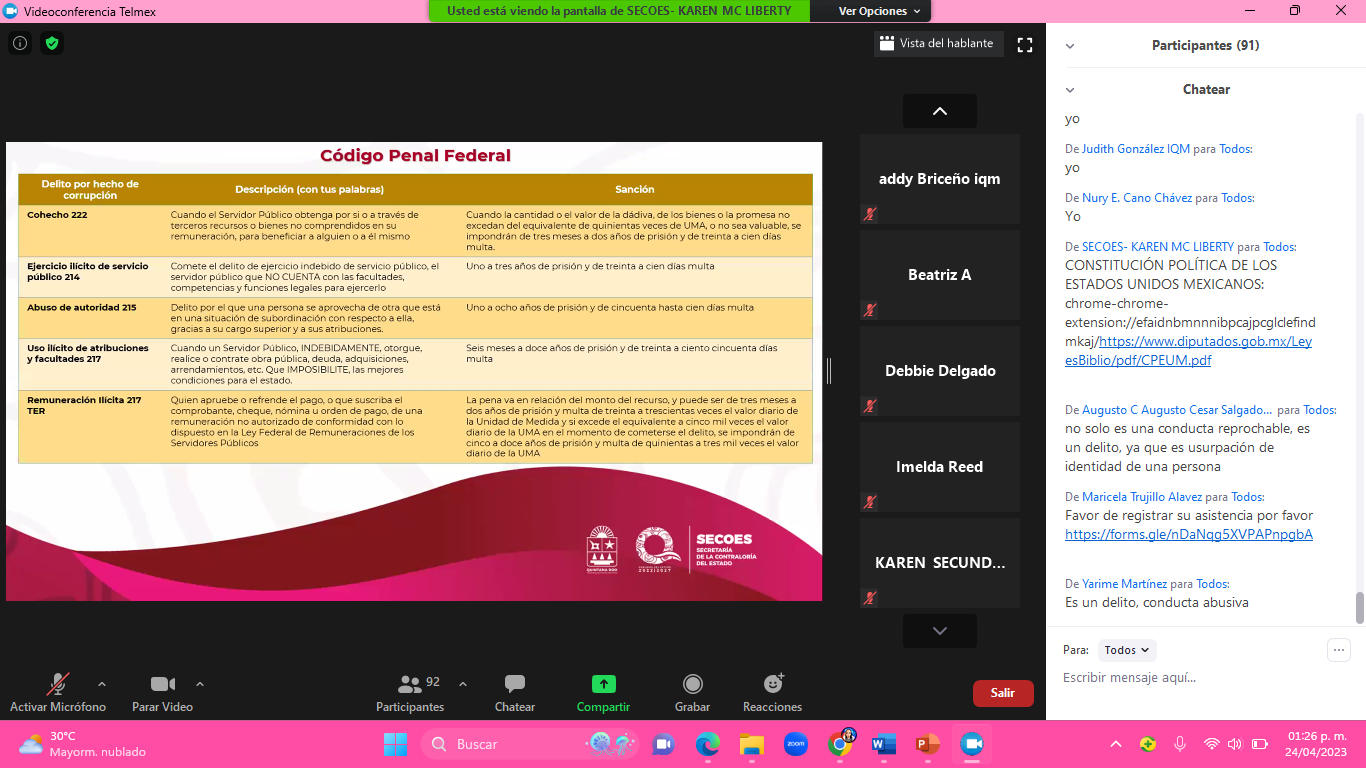 Videoconferencia Telmex
Usted está viendo la pantalla de SECOES- KAREN MC LIBERTY
Ver Opciones
Vista del hablante
Código Penal Federal
Delito por hecho de
corrupción
Descripción (con tus palabras)
Sanción
Cohecho 222
Cuando el Servidor Público obtenga por si o a través de
terceros recursos o bienes no comprendidos en su
remuneración, para beneficiar a alguien o a él mismo
Cuando la cantidad o el valor de la dádiva, de los bienes o la promesa no
excedan del equivalente de quinientas veces de UMA, o no sea valuable, se
impondrán de tres meses a dos años de prisión y de treinta a cien días
multa.
Ejercicio ilícito de servicio
público 214
Comete el delito de ejercicio indebido de servicio público, el
servidor público que NO CUENTA con las facultades,
competencias y funciones legales para ejercerlo
Uno a tres años de prisión y de treinta a cien días multa
Abuso de autoridad 215
Delito por el que una persona se aprovecha de otra que está
en una situación de subordinación con respecto a ella,
gracias a su cargo superior y a sus atribuciones.
Uno a ocho años de prisión y de cincuenta hasta cien días multa
Uso ilícito de atribuciones
y facultades 217
Cuando un Servidor Público, INDEBIDAMENTE, otorgue,
realice o contrate obra pública, deuda, adquisiciones,
arrendamientos, etc. Que IMPOSIBILITE, las mejores
condiciones para el estado.
Seis meses a doce años de prisión y de treinta a ciento cincuenta días
multa
Remuneración Ilícita 217
TER
Quien apruebe o refrende el pago, o que suscriba el
comprobante, cheque, nómina u orden de pago, de una
remuneración no autorizado de conformidad con lo
dispuesto en la Ley Federal de Remuneraciones de los
Servidores Públicos
La pena va en relación del monto del recurso, y puede ser de tres meses a
dos años de prisión y multa de treinta a trescientas veces el valor diario de
la Unidad de Medida y si excede el equivalente a cinco mil veces el valor
diario de la UMA en el momento de cometerse el delito, se impondrán de
cinco a doce años de prisión y multa de quinientas a tres mil veces el valor
diario de la UMA
QUINTANA ROO
2022 | 2027
SECOES
SECRETARÍA
DE LA CONTRALORÍA
DEL ESTADO
addy Briceño iqm
Beatriz A
Debbie Delgado
Imelda Reed
KAREN SECUND...
Participantes (91)
Chatear
yo
De Judith González IQM para Todos:
yo
De Nury E. Cano Chávez para Todos:
Yo
De SECOES- KAREN MC LIBERTY para Todos:
CONSTITUCIÓN POLÍTICA DE LOS
ESTADOS UNIDOS MEXICANOS:
chrome-chrome-
extension://efaidnbmnnnibpcajpcglclefind
mkaj/https://www.diputados.gob.mx/Ley
esBiblio/pdf/CPEUM.pdf
De Augusto C Augusto Cesar Salgado... para Todos:
no solo es una conducta reprochable, es
un delito, ya que es usurpación de
identidad de una persona
De Maricela Trujillo Alavez para Todos:
Favor de registrar su asistencia por favor
https://forms.gle/nDaNqg5XVPAPnpgbA
De Yarime Martínez para Todos:
Es un delito, conducta abusiva
Para: Todos
Escribir mensaje aquí...
Activar Micrófono
Parar Video
92
Participantes
Chatear
Compartir
Grabar
Reacciones
Salir
30°C
Mayorm. nublado
Buscar
zoom
01:26 p. m.
24/04/2023